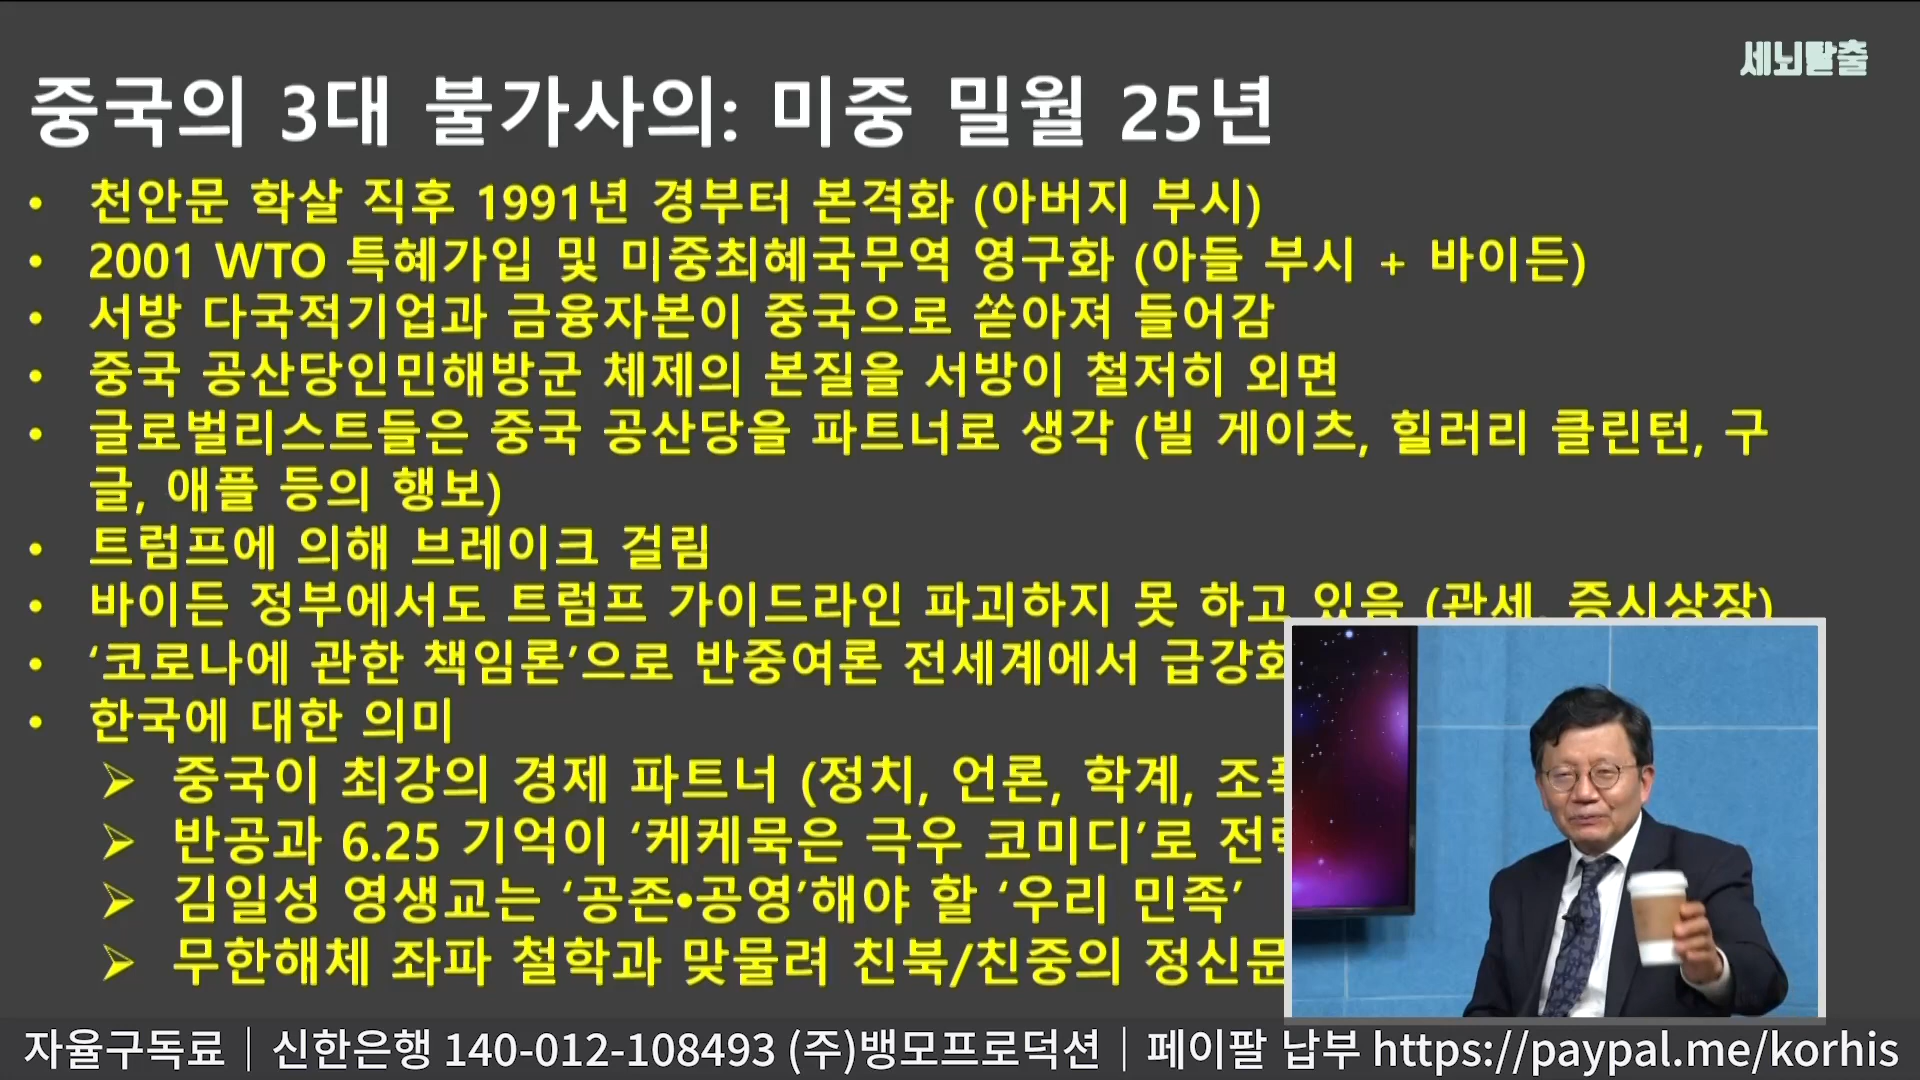 세뇌탈출
중국의 3대 불가사의: 미중 밀월 25년
• 천안문 학살 직후 1991년 경부터 본격화 (아버지 부시)
• 2001 WTO 특혜가입 및 미중최혜국무역 영구화 (아들 부시 + 바이든)
• 서방 다국적기업과 금융자본이 중국으로 쏟아져 들어감
• 중국 공산당인민해방군 체제의 본질을 서방이 철저히 외면
• 글로벌리스트들은 중국 공산당을 파트너로 생각 (빌 게이츠, 힐러리 클린턴, 구
글, 애플 등의 행보)
• 트럼프에 의해 브레이크 걸림
• 바이든 정부에서도 트럼프 가이드라인 파괴하지 못 하고 있음 (관세, 증시상장)
• ‘코로나에 관한 책임론’으로 반중여론 전세계에서 급강화
• 한국에 대한 의미
➢ 중국이 최강의 경제 파트너 (정치, 언론, 학계,
➢ 반공과 6.25 기억이 ‘케케묵은 극우 코미디’로
➢ 김일성 영생교는 ‘공존•공영’해야 할 ‘우리 민족’
➢ 무한해체 좌파 철학과 맞물려 친북/친중의
자율구독료 | 신한은행 140-012-108493 (주)뱅모프로덕션 | 페이팔 납부 https://paypal.me/korhis